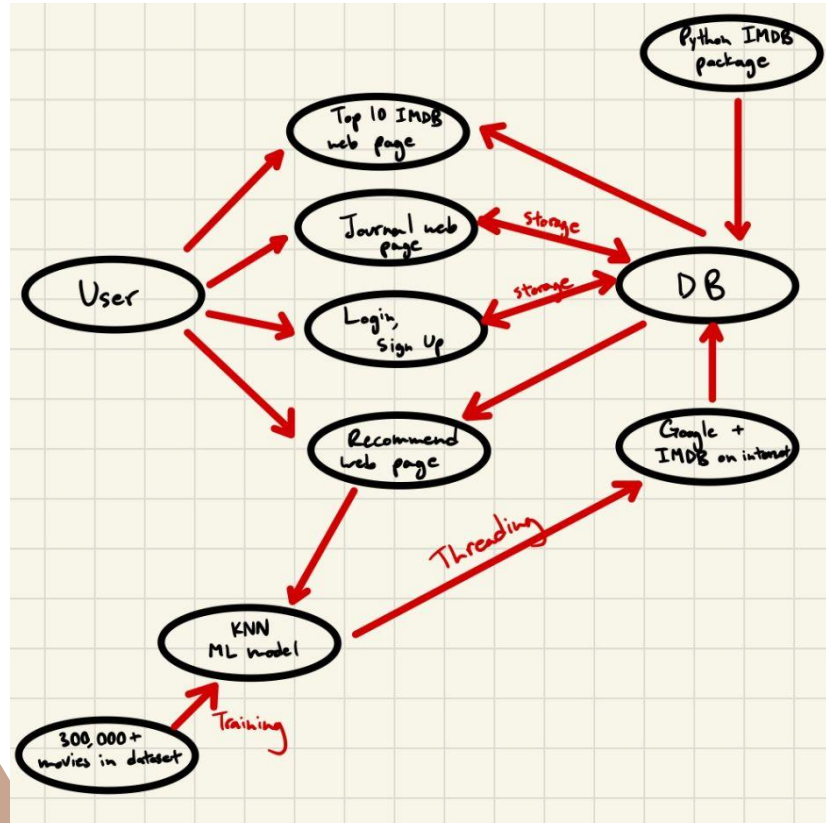 Python IMDB
package
Top 10 IMDB
web page
Journal web
page
storage
User
DB
storage
Login,
Sign Up
Recommend
web page
Google +
IMDB on internet
Threading
KNN
ML model
Training
300,000+
movies in dataset